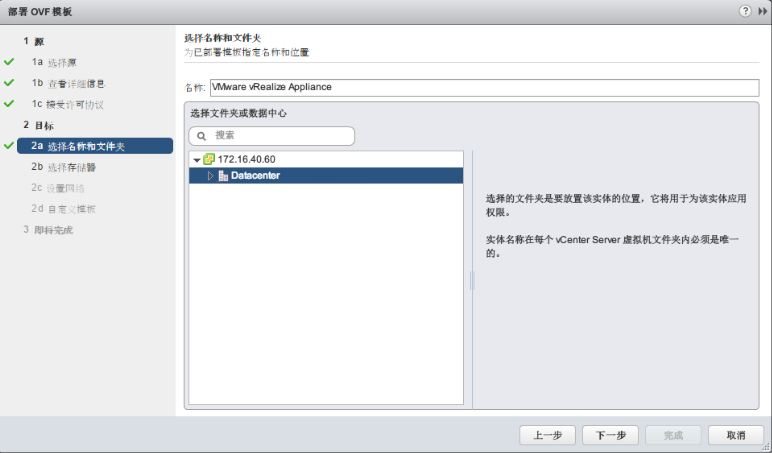 部署 OVF 模板
1 源
1a 选择源
1b 查看详细信息
1c 接受许可协议
2 目标
2a 选择名称和文件夹
2b 选择存储器
2c 设置网络
2d 自定义模板
3 即将完成
选择名称和文件夹
为已部署模板指定名称和位置
名称: VMware vRealize Appliance
选择文件夹或数据中心
搜索
172.16.40.60
Datacenter
选择的文件夹是要放置该实体的位置，它将用于为该实体应用
权限。
实体名称在每个 vCenter Server 虚拟机文件夹内必须是唯一
的。
上一步 下一步 完成 取消